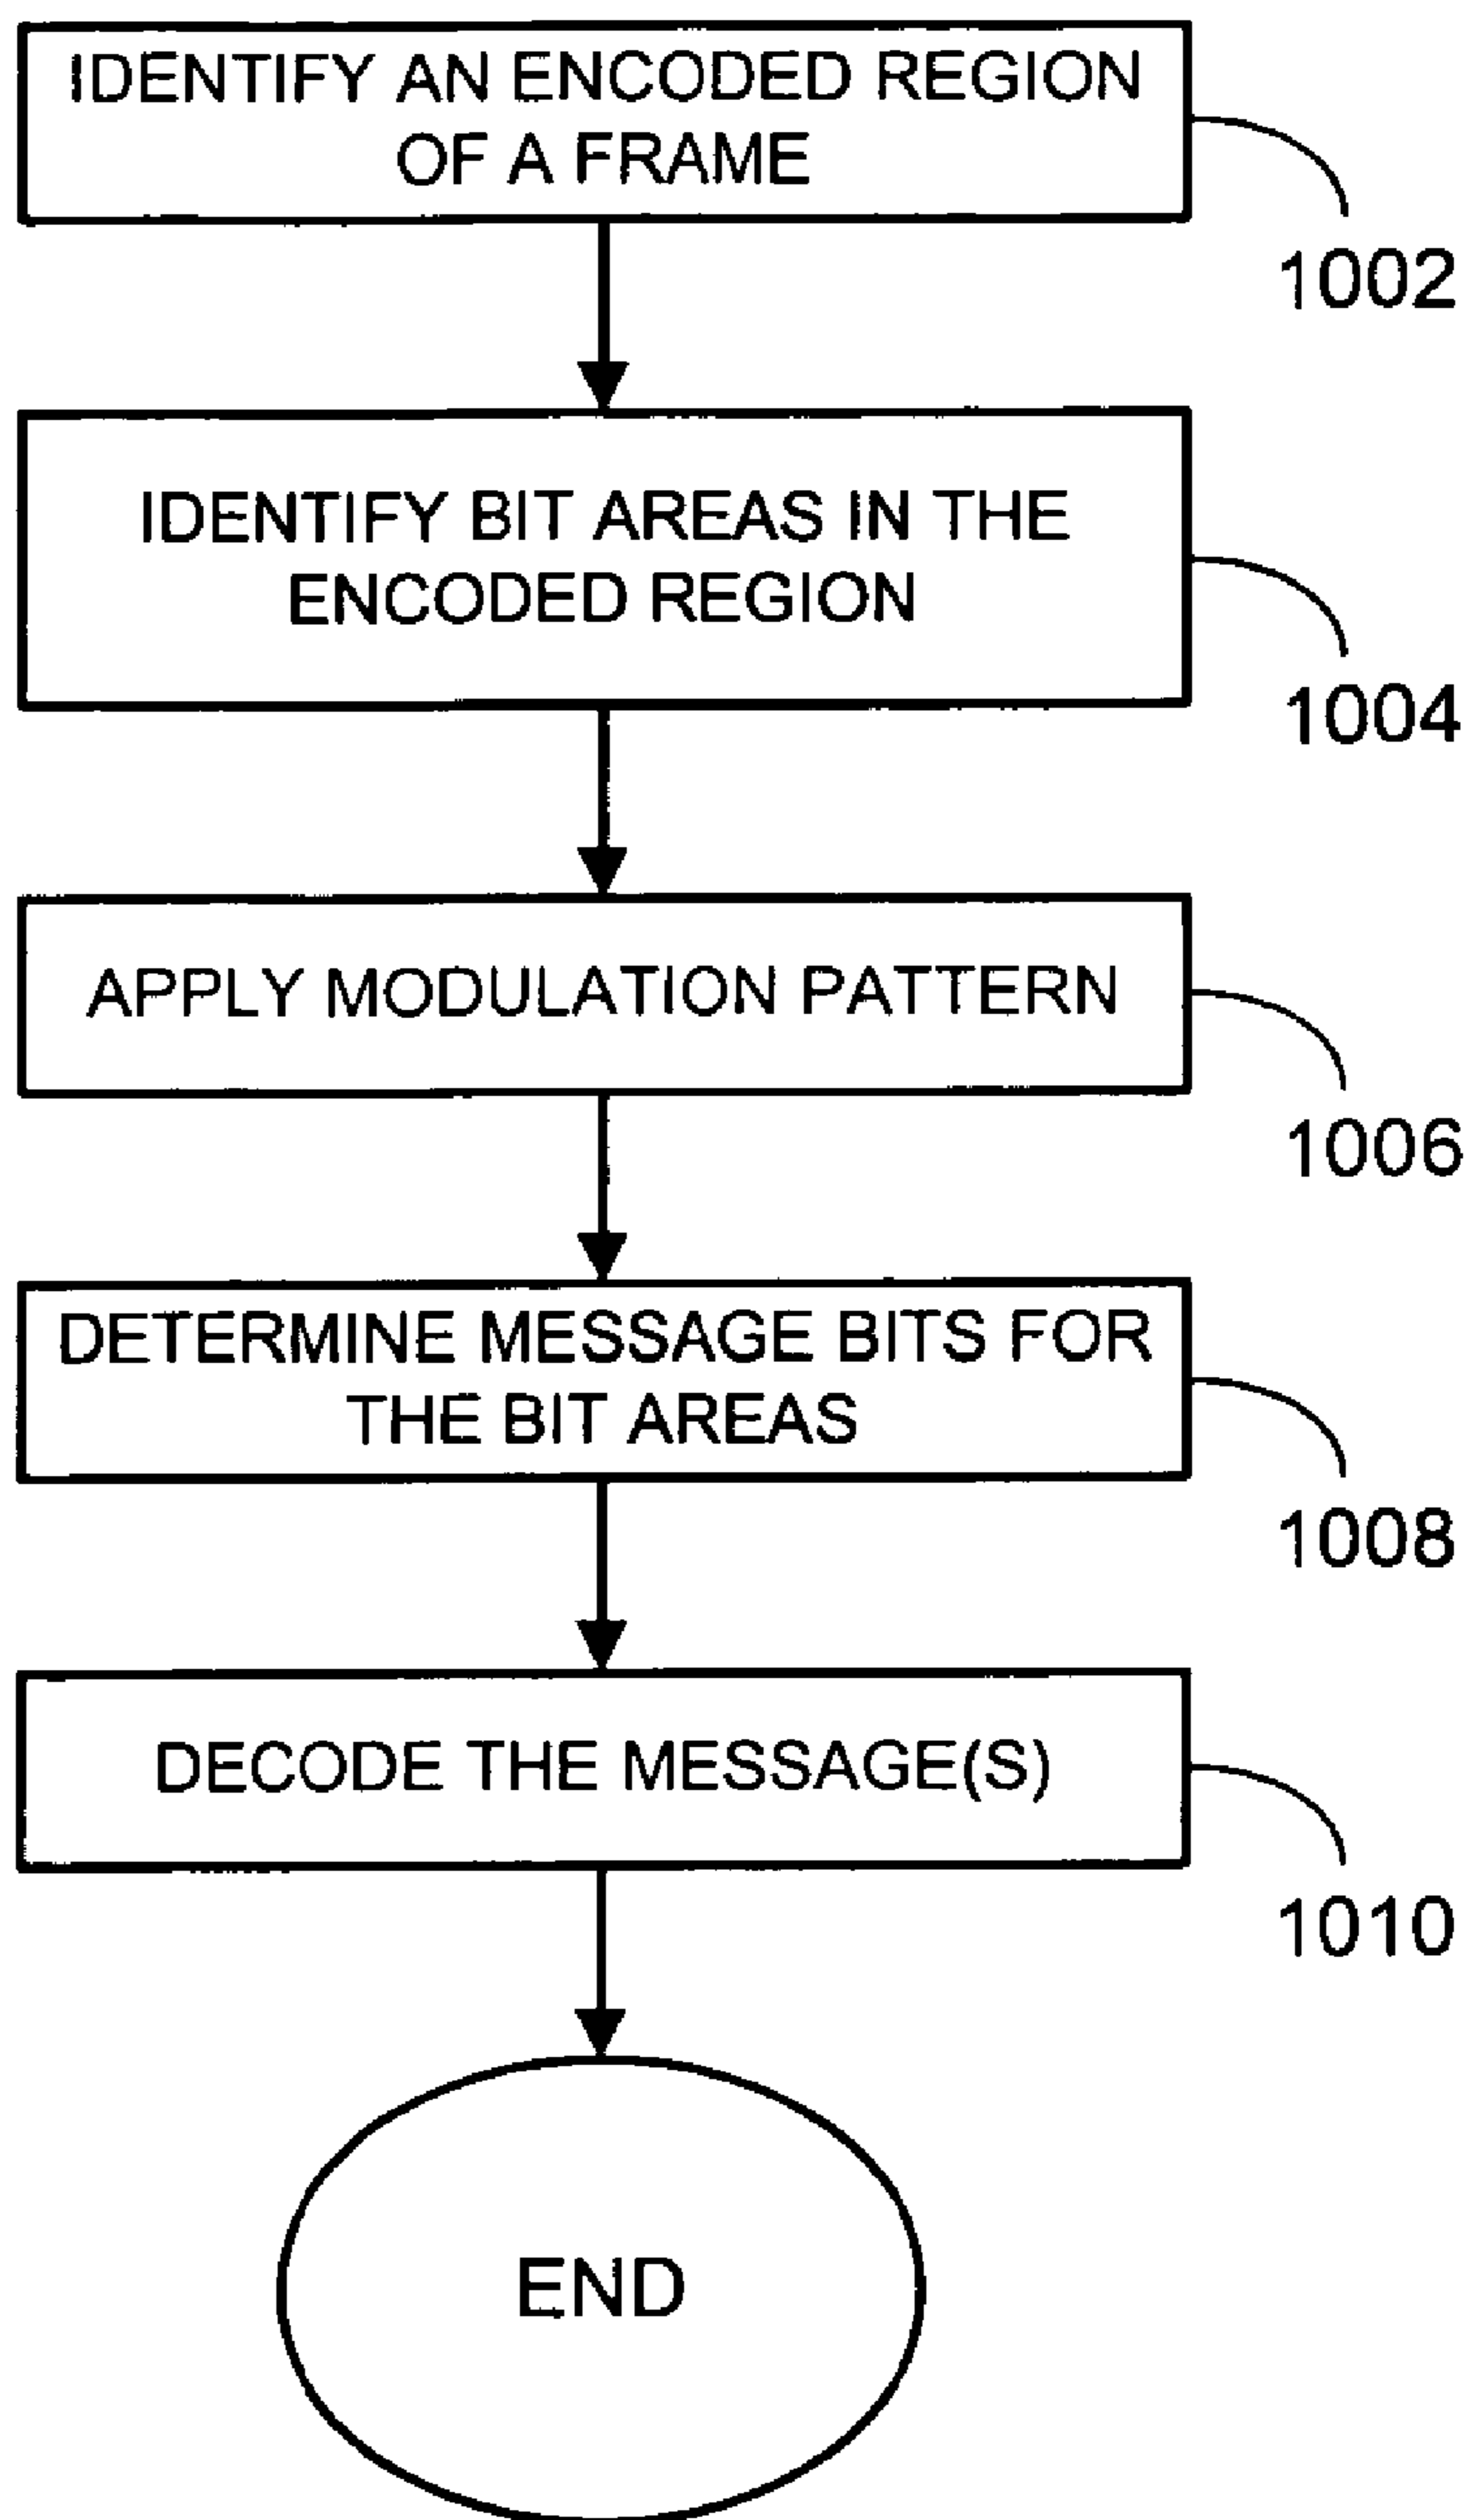 IDENTIFY AN ENCODED REGION
OF A FRAME
1002
IDENTIFY BIT AREAS IN THE
ENCODED REGION
1004
APPLY MODULATION PATTERN
1006
DETERMINE MESSAGE BITS FOR
THE BIT AREAS
1008
DECODE THE MESSAGE(S)
1010
END